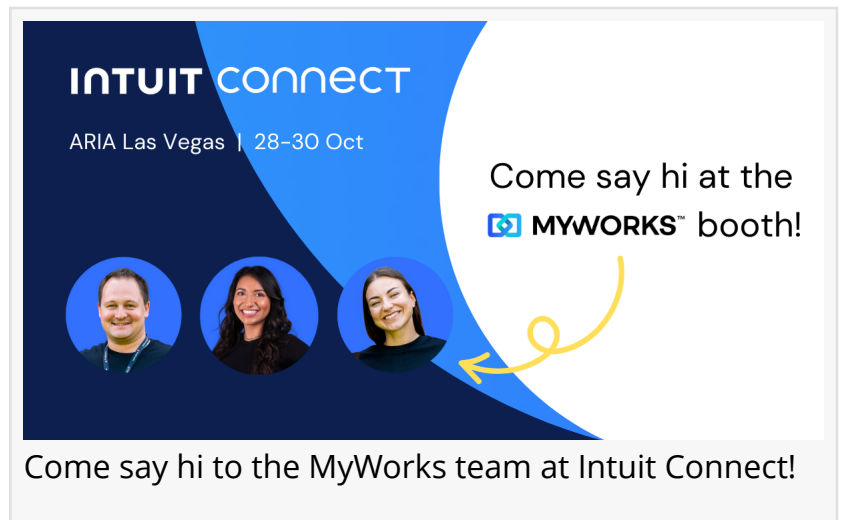 INTUIT CONNECT
ARIA Las Vegas | 28-30 Oct
Come say hi at the
MYWORKS™ booth!
Come say hi to the MyWorks team at Intuit Connect!